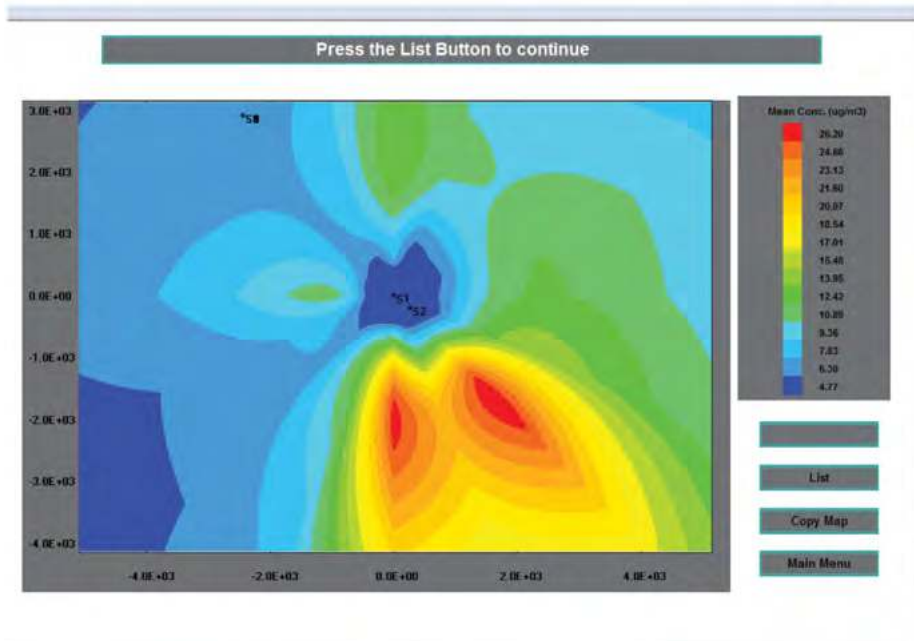 Press the List Button to continue
3.0E+03
2.0E+03
1.0E+03
0.0E+00
-1.0E+03
-2.0E+03
-3.0E+03
-4.0E+03
*S1
*S2
-4.0E+03
-2.0E+03
0.0E+00
2.0E+03
4.0E+03
Mean Conc. (ug/m3)
26.20
24.66
23.13
21.60
20.07
18.54
17.01
15.48
13.95
12.42
10.89
9.36
7.83
6.30
4.77
List
Copy Map
Main Menu